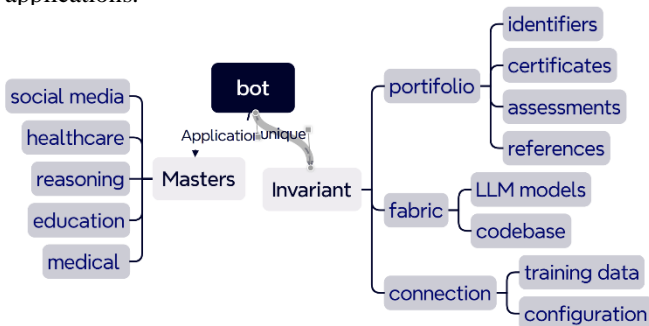 applications.
bot
Application
unique
social media
healthcare
reasoning
education
medical
Masters
Invariant
portifolio
identifiers
certificates
assessments
references
fabric
LLM models
codebase
connection
training data
configuration